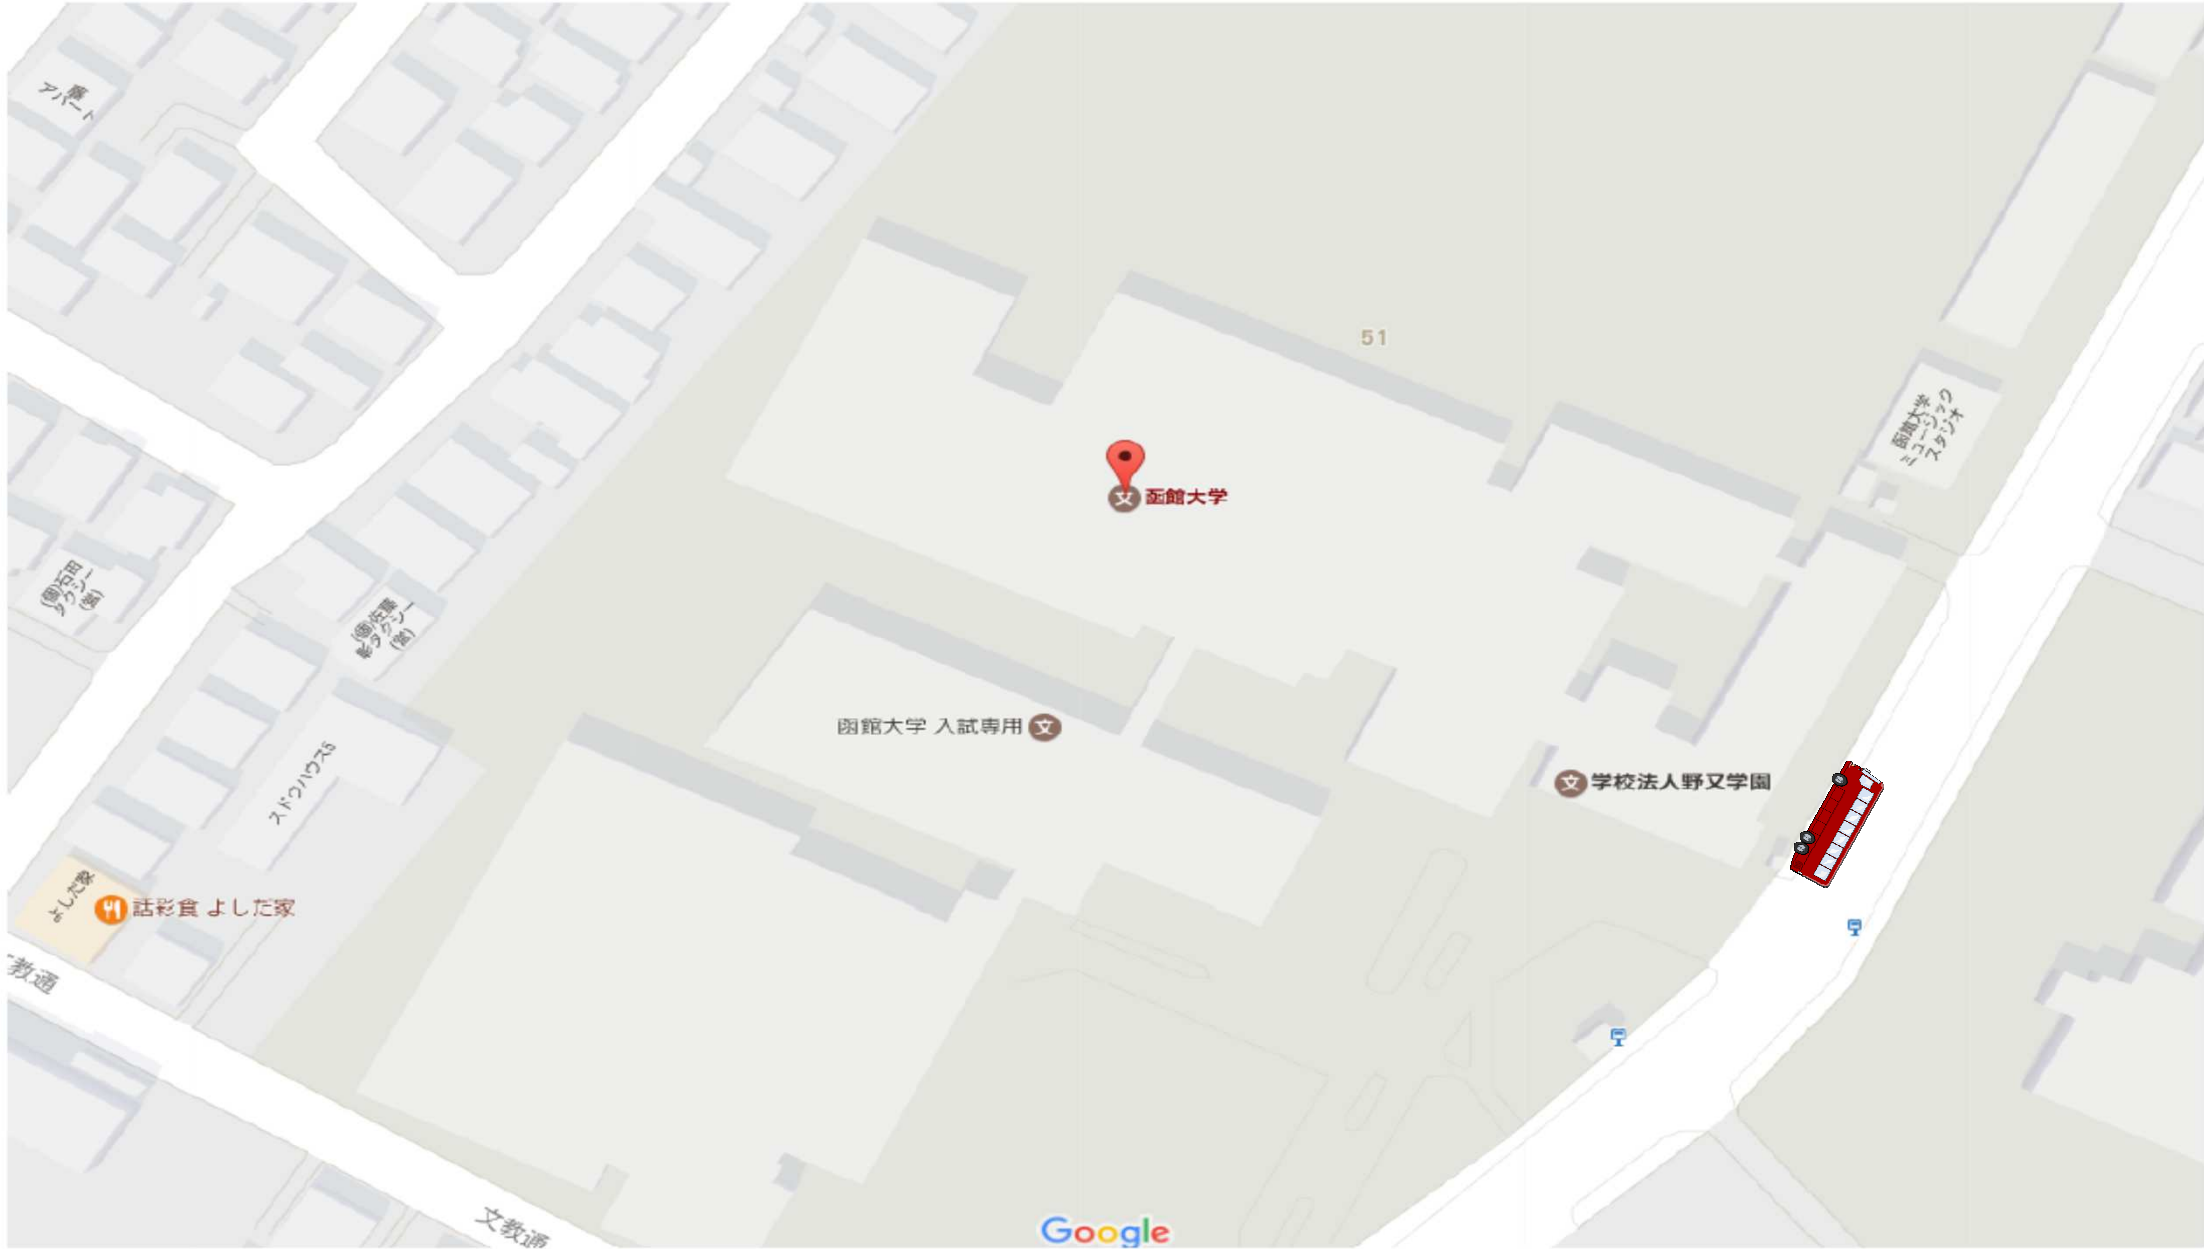 アパート
51
函館大学
ミュージック
スタジオ
函館大学
(個)石田
タクシー
(営)
(個)佐藤
タクシー
(営)
函館大学 入試専用
スドウハウス5
学校法人野又学園
よしだ家
話彩食 よしだ家
教通
文教通
Google